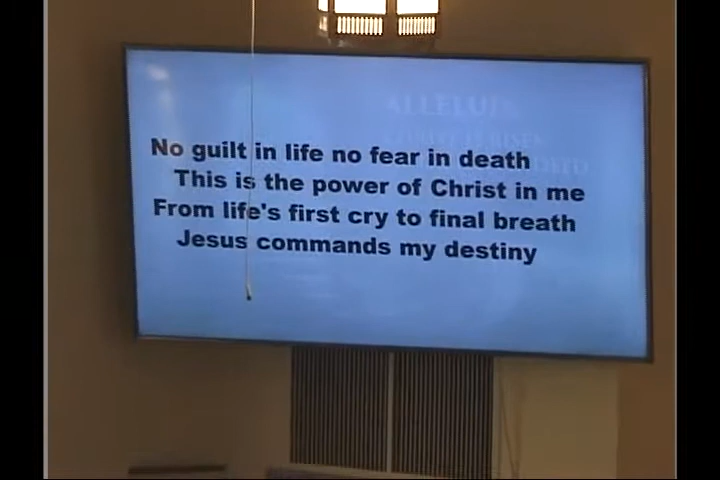 ALLELUIA
No guilt in life no fear in death
This is the power of Christ in me
From life's first cry to final breath
Jesus commands my destiny